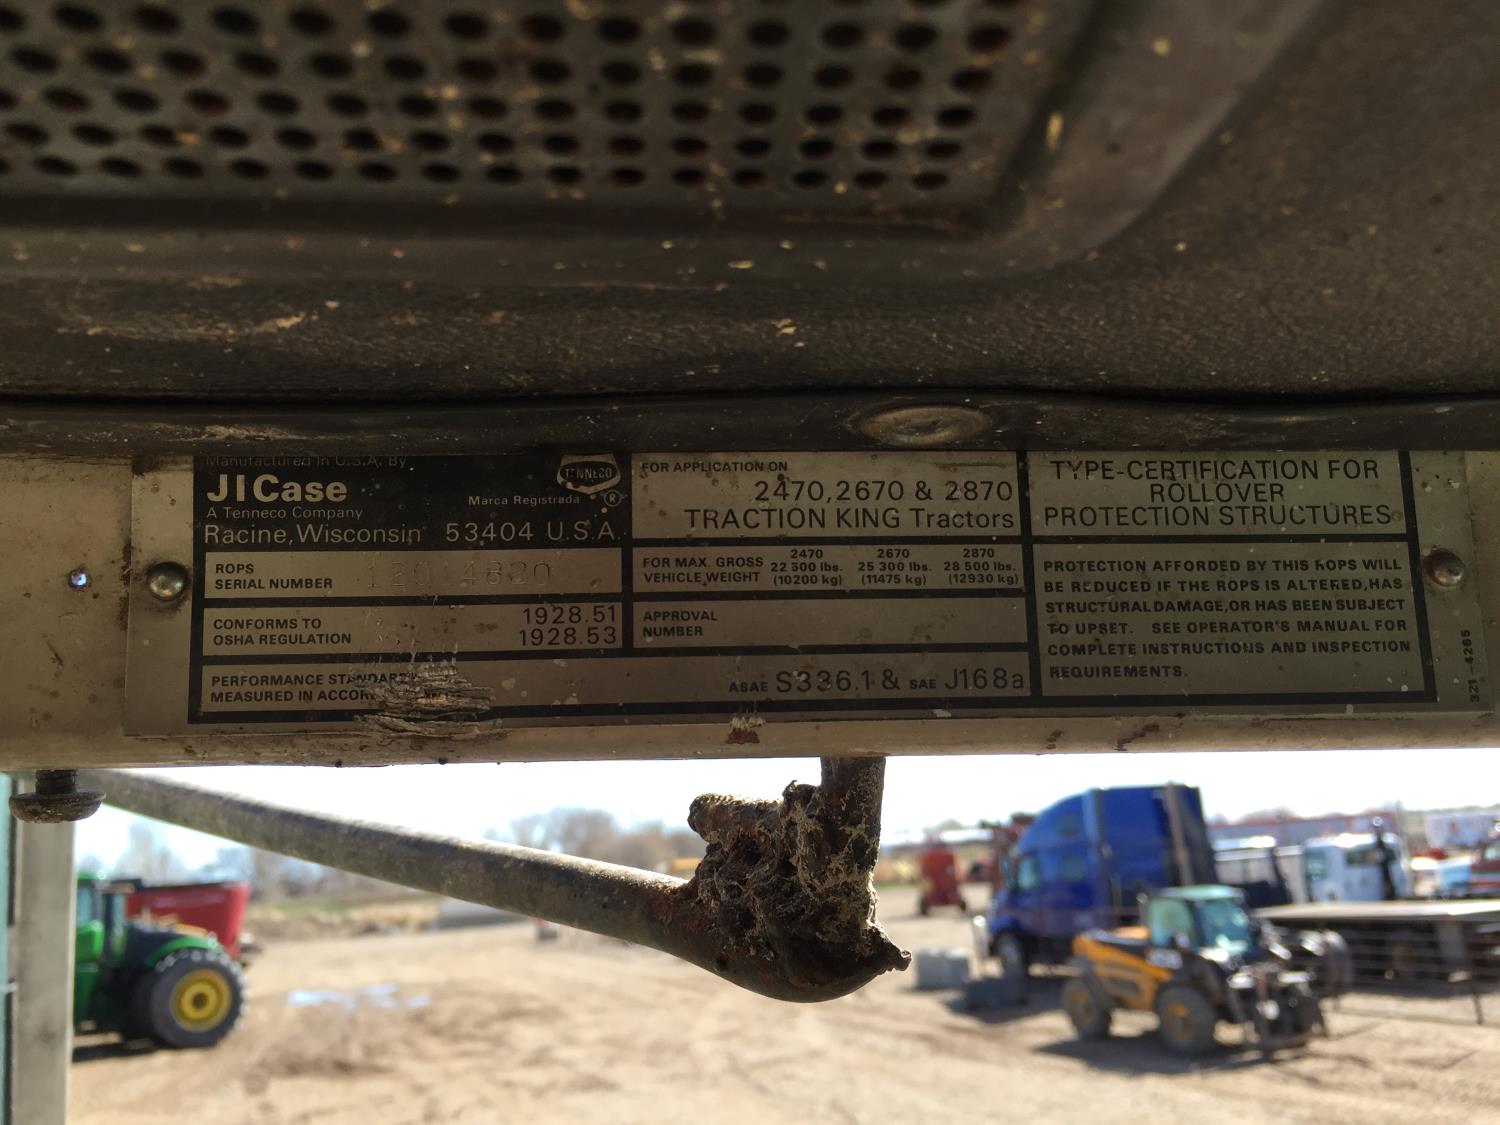 Manufactured In U.S.A. By
JI Case
TENNECO
Marca Registrada ®
A Tenneco Company
Racine, Wisconsin 53404 U.S.A.
ROPS
SERIAL NUMBER 12014820
CONFORMS TO 1928.51
OSHA REGULATION 1928.53
PERFORMANCE STANDARDS
MEASURED IN
ASAE S336.1 & SAE J168a
FOR APPLICATION ON
2470, 2670 & 2870
TRACTION KING Tractors
FOR MAX. GROSS
VEHICLE WEIGHT
2470 2670 2870
22 500 lbs. 25 300 lbs. 28 500 lbs.
(10200 kg) (11475 kg) (12930 kg)
APPROVAL
NUMBER
TYPE-CERTIFICATION FOR
ROLLOVER
PROTECTION STRUCTURES
PROTECTION AFFORDED BY THIS ROPS WILL
BE REDUCED IF THE ROPS IS ALTERED, HAS
STRUCTURAL DAMAGE, OR HAS BEEN SUBJECT
TO UPSET. SEE OPERATOR'S MANUAL FOR
COMPLETE INSTRUCTIONS AND INSPECTION
REQUIREMENTS.
321-4265